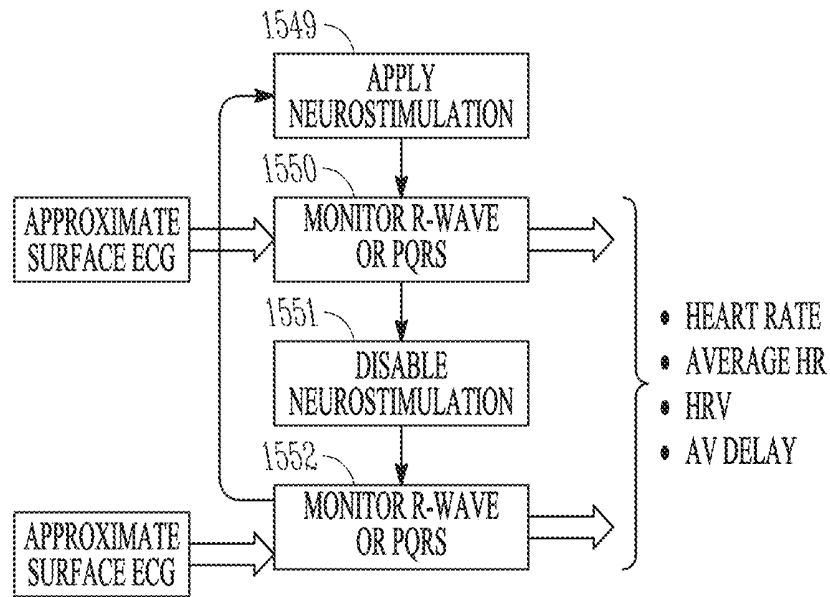 1549
APPLY
NEUROSTIMULATION
1550
APPROXIMATE
SURFACE ECG
MONITOR R-WAVE
OR PQRS
1551
DISABLE
NEUROSTIMULATION
1552
APPROXIMATE
SURFACE ECG
MONITOR R-WAVE
OR PQRS
• HEART RATE
• AVERAGE HR
• HRV
• AV DELAY